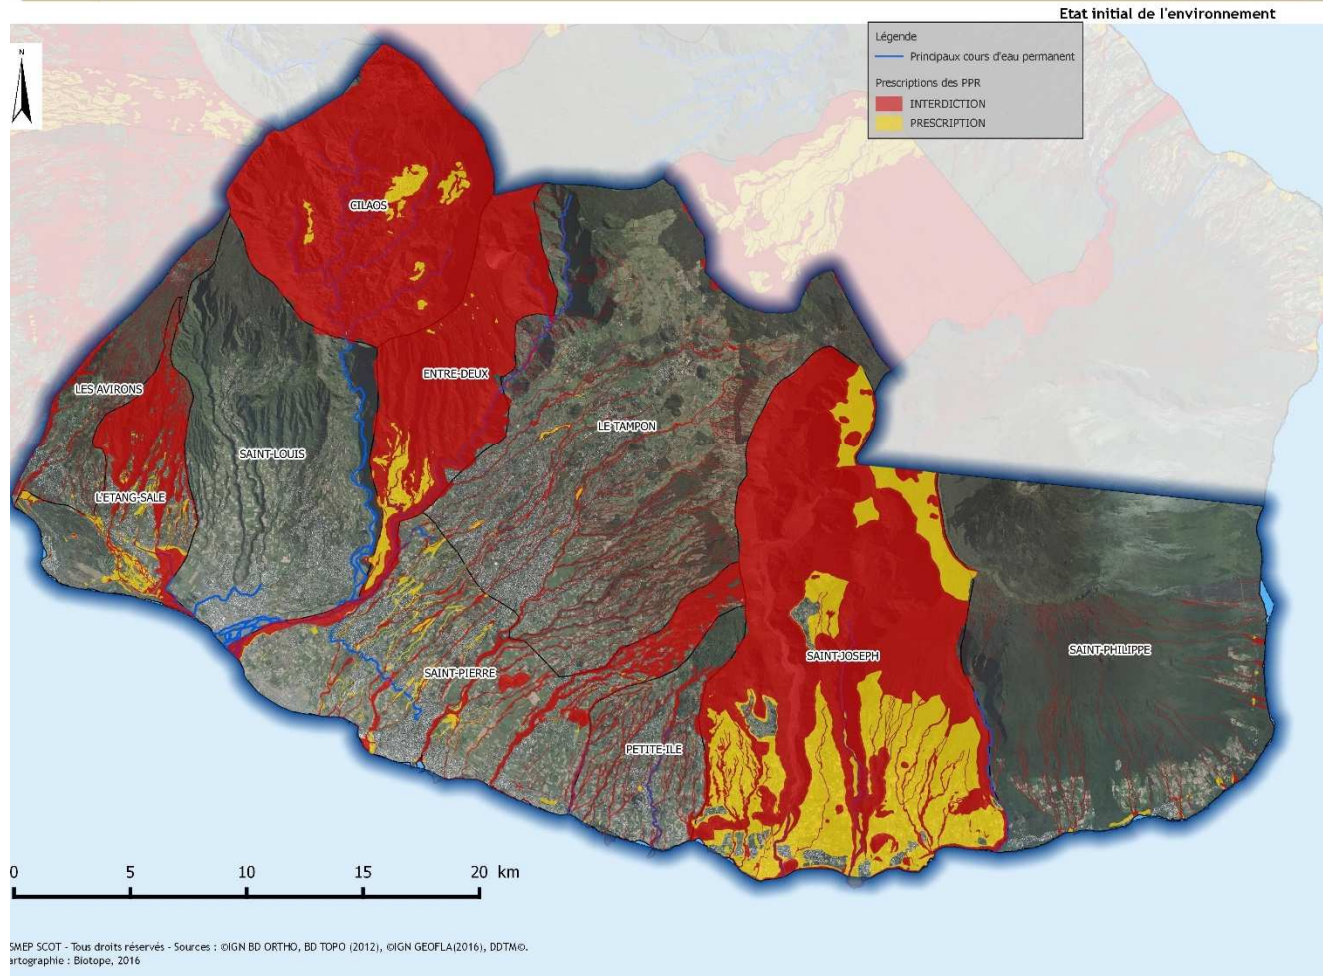 Etat initial de l'environnement
N
Légende
Principaux cours d'eau permanent
Prescriptions des PPR
INTERDICTION
PRESCRIPTION
CILAOS
ENTRE-DEUX
LES AVIRONS
LE TAMPON
SAINT-LOUIS
L'ETANG-SALE
SAINT-JOSEPH
SAINT-PHILIPPE
SAINT-PIERRE
PETITE-ILE
0 5 10 15 20 km
SMEP SCOT - Tous droits réservés - Sources : ©IGN BD ORTHO, BD TOPO (2012), ©IGN GEOFLA(2016), DDTM©.
artographie : Biotope, 2016